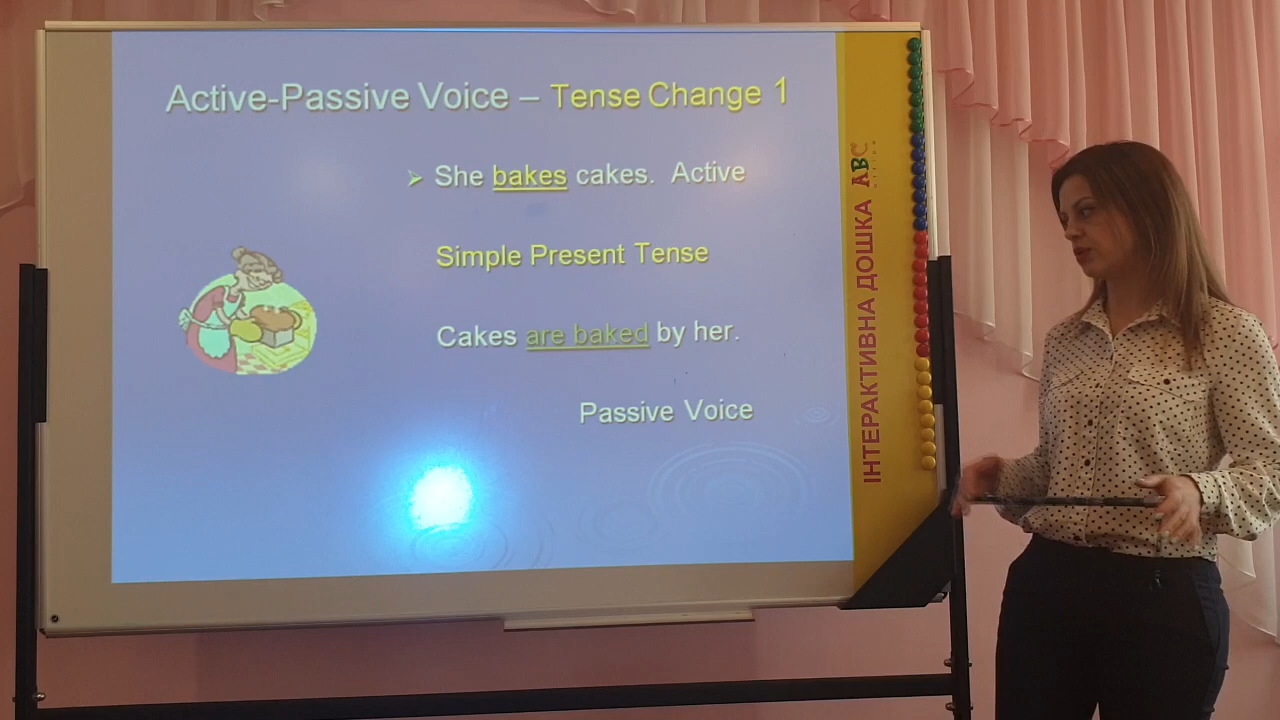 Active-Passive Voice – Tense Change 1
➢ She bakes cakes. Active
Simple Present Tense
Cakes are baked by her.
Passive Voice
ІНТЕРАКТИВНА ДОШКА ABC